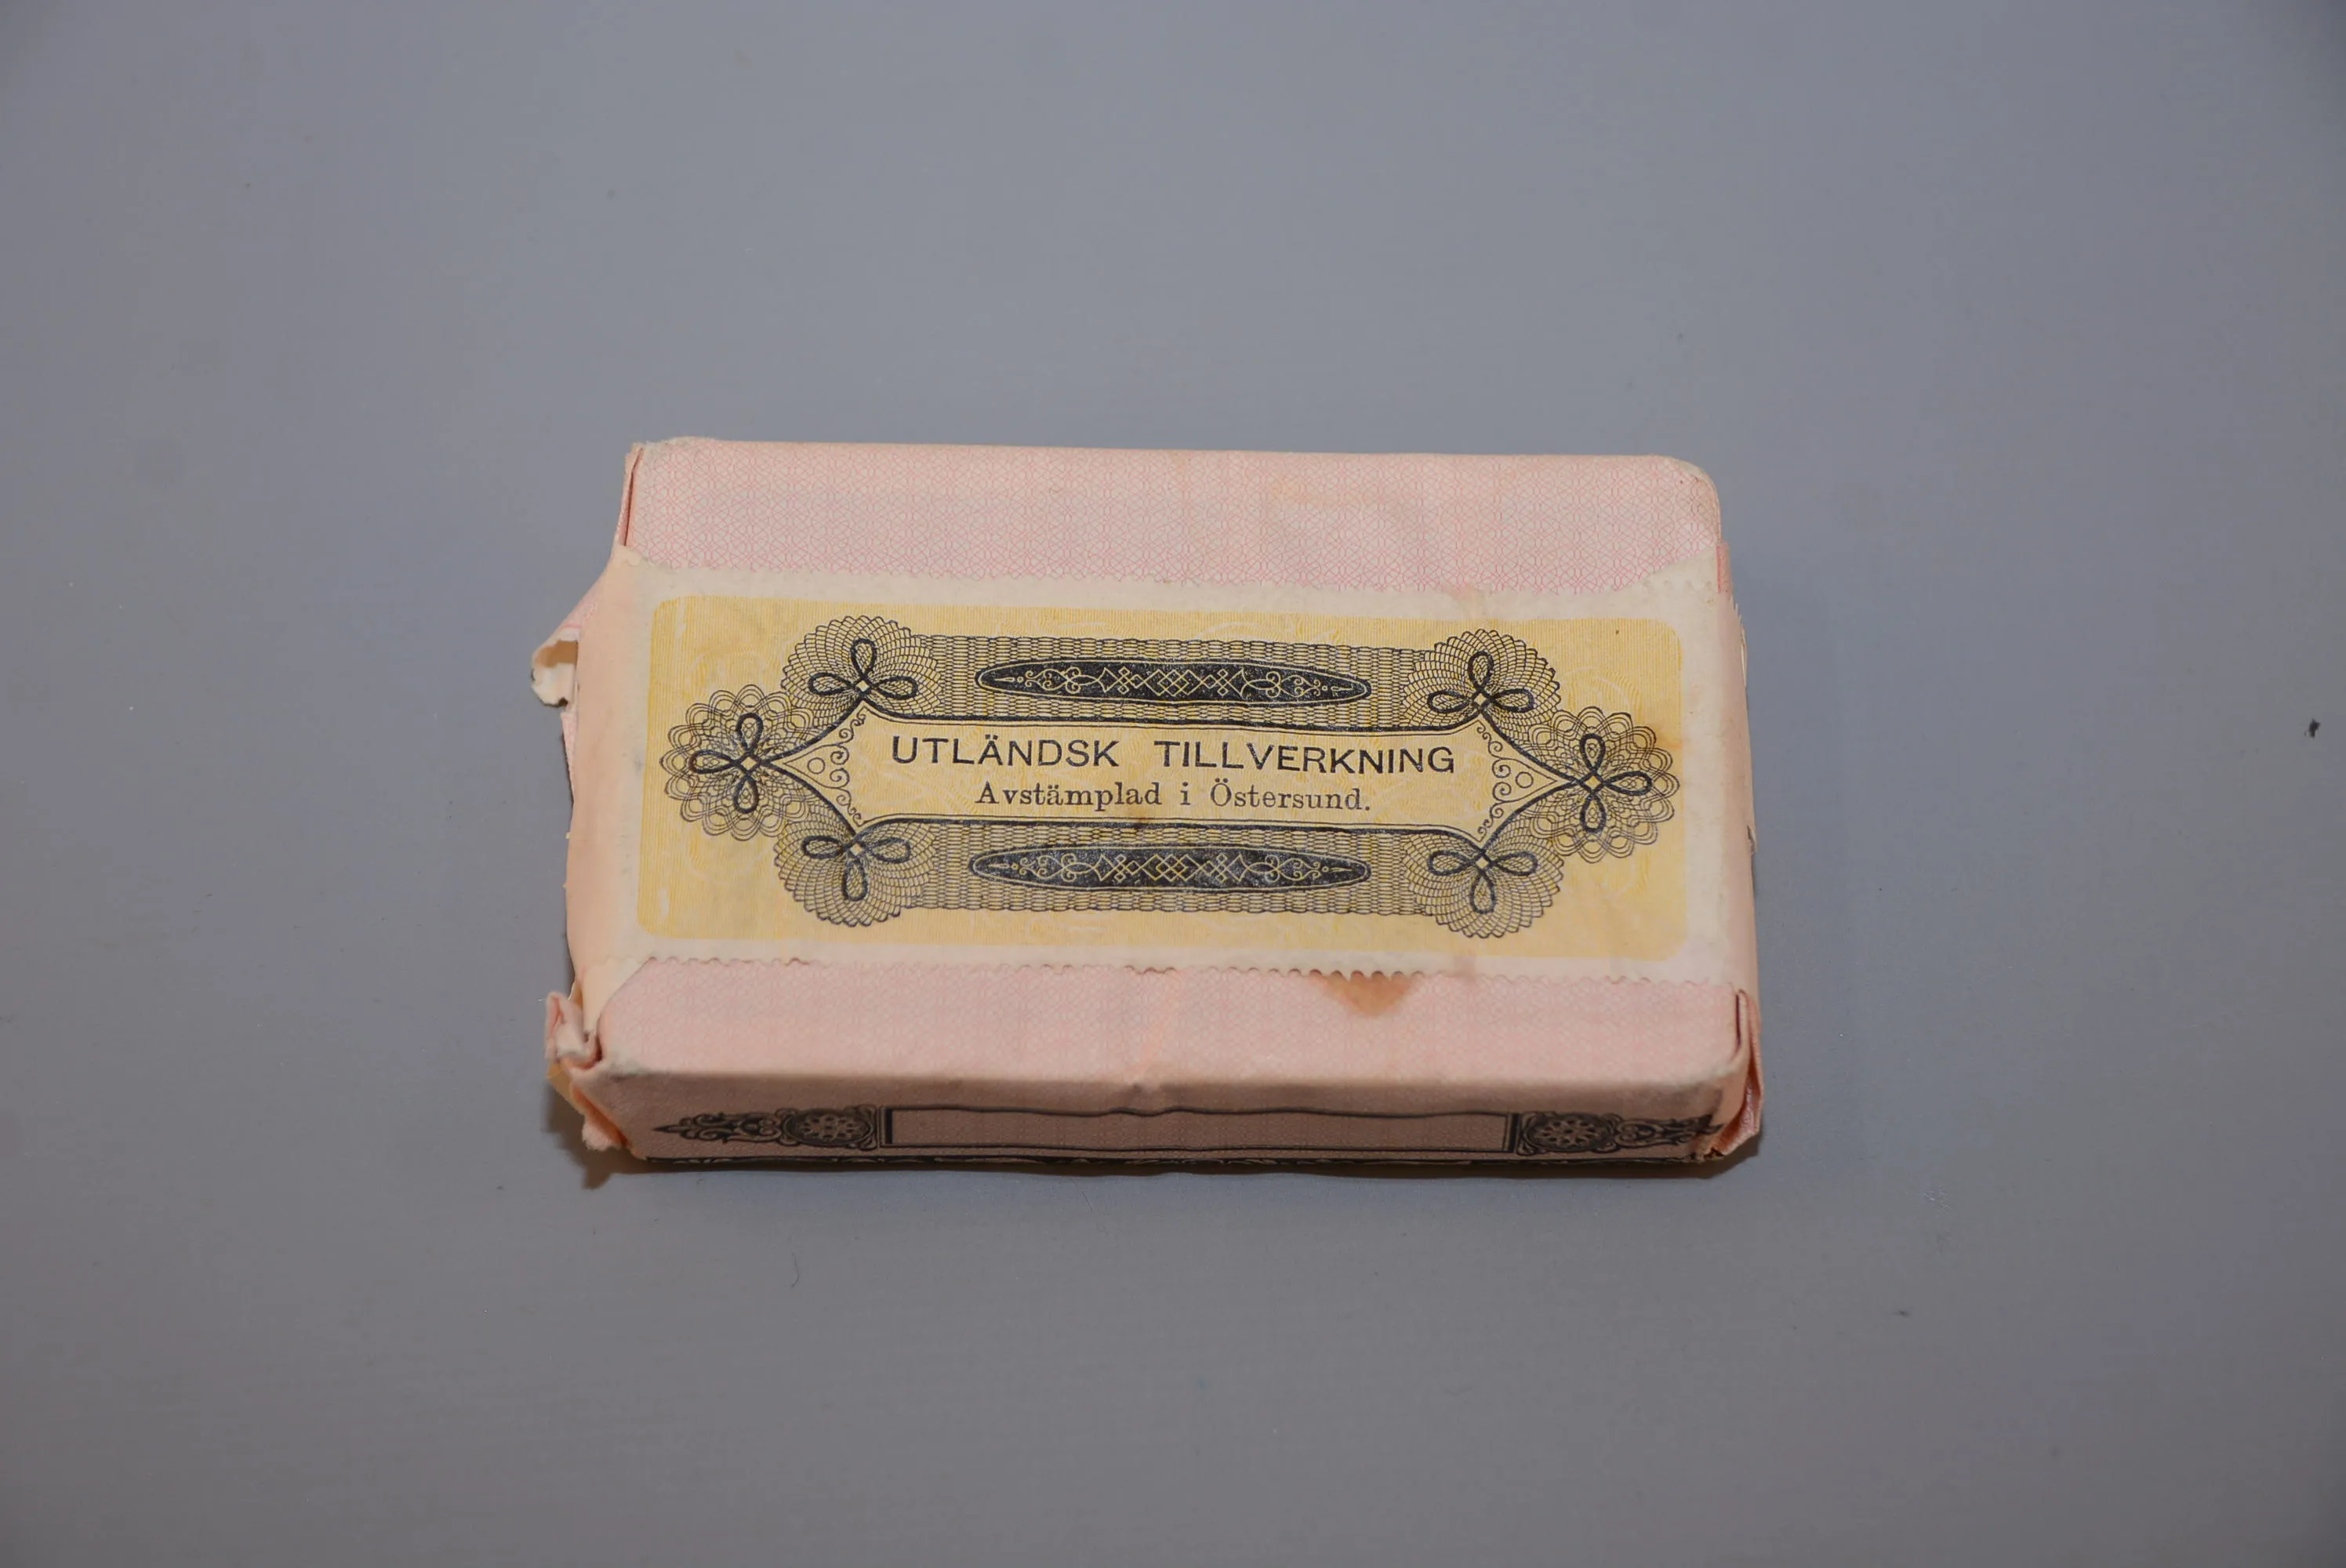 UTLÄNDSK TILLVERKNING
Avstämplad i Östersund.